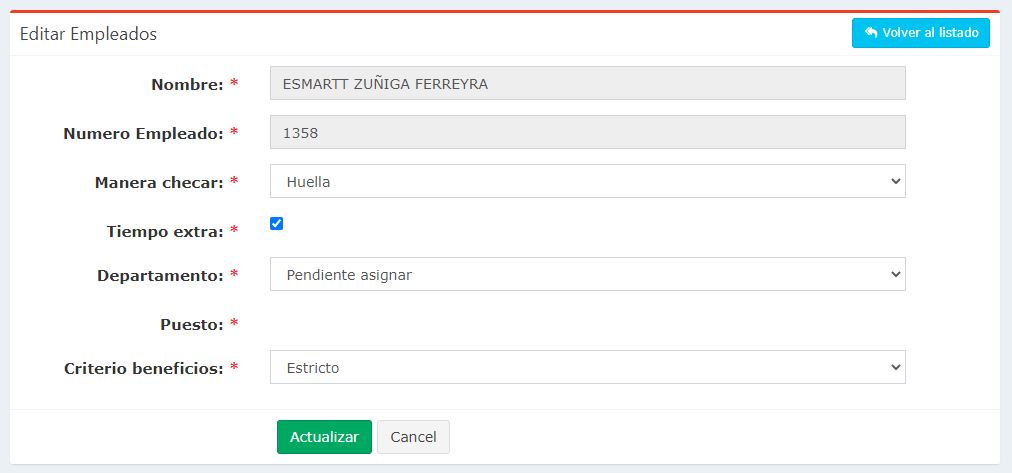 Editar Empleados
Volver al listado
Nombre: *
ESMARTT ZUÑIGA FERREYRA
Numero Empleado: *
1358
Manera checar: *
Huella
Tiempo extra: *
Departamento: *
Pendiente asignar
Puesto: *
Criterio beneficios: *
Estricto
Actualizar
Cancel